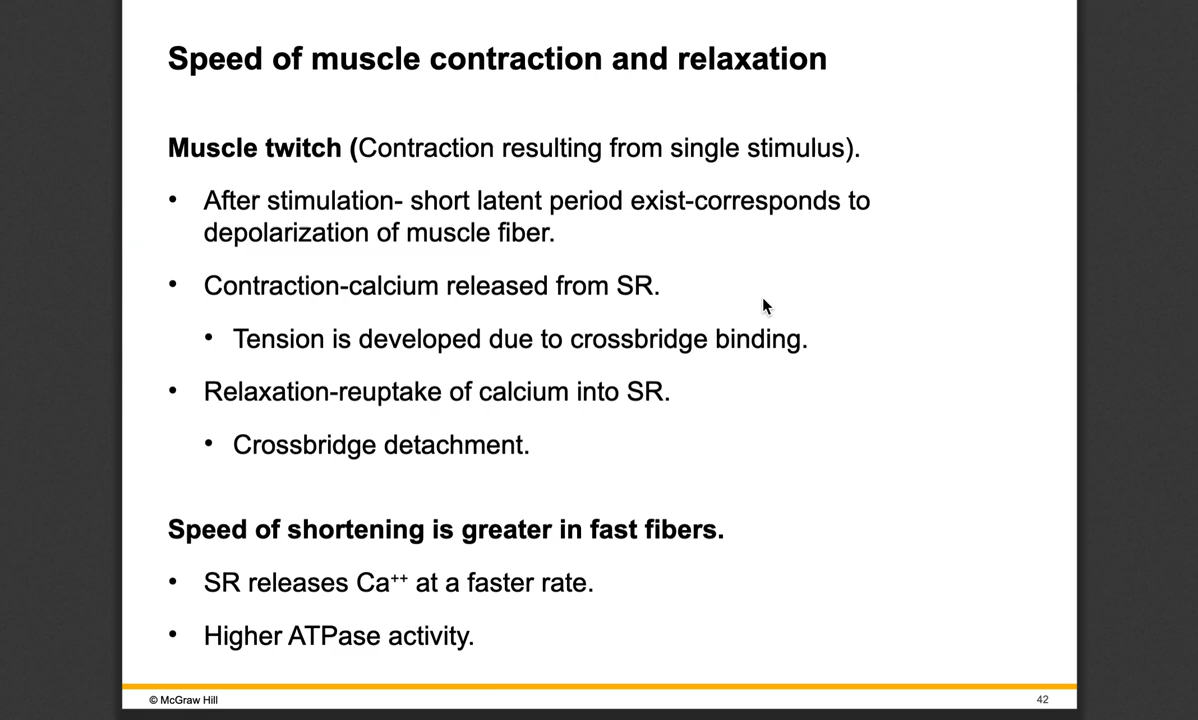 Speed of muscle contraction and relaxation
Muscle twitch (Contraction resulting from single stimulus).
• After stimulation- short latent period exist-corresponds to
depolarization of muscle fiber.
• Contraction-calcium released from SR.
• Tension is developed due to crossbridge binding.
• Relaxation-reuptake of calcium into SR.
• Crossbridge detachment.
Speed of shortening is greater in fast fibers.
• SR releases Ca⁺⁺ at a faster rate.
• Higher ATPase activity.
© McGraw Hill
42